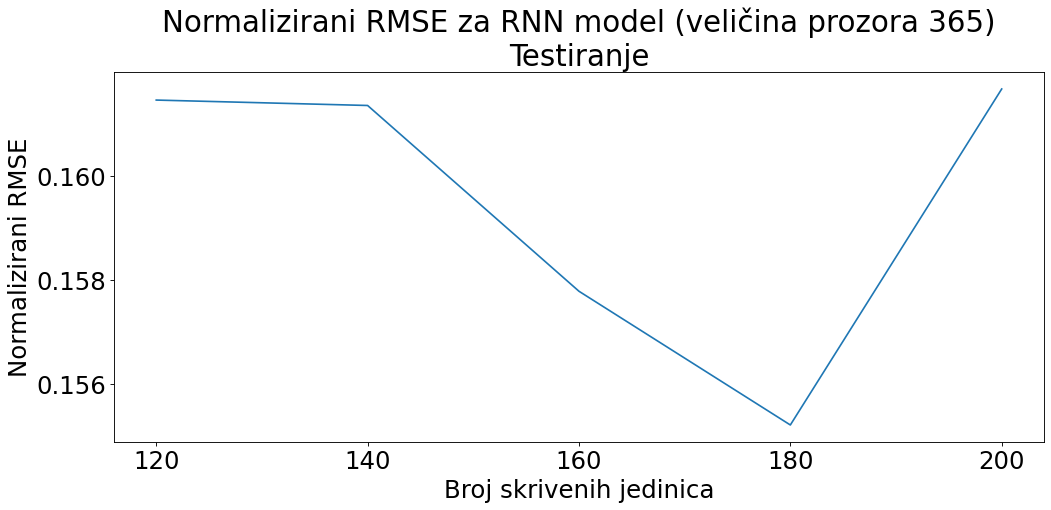 Normalizirani RMSE za RNN model (veličina prozora 365)
Testiranje
Normalizirani RMSE
0.160
0.158
0.156
120 140 160 180 200
Broj skrivenih jedinica